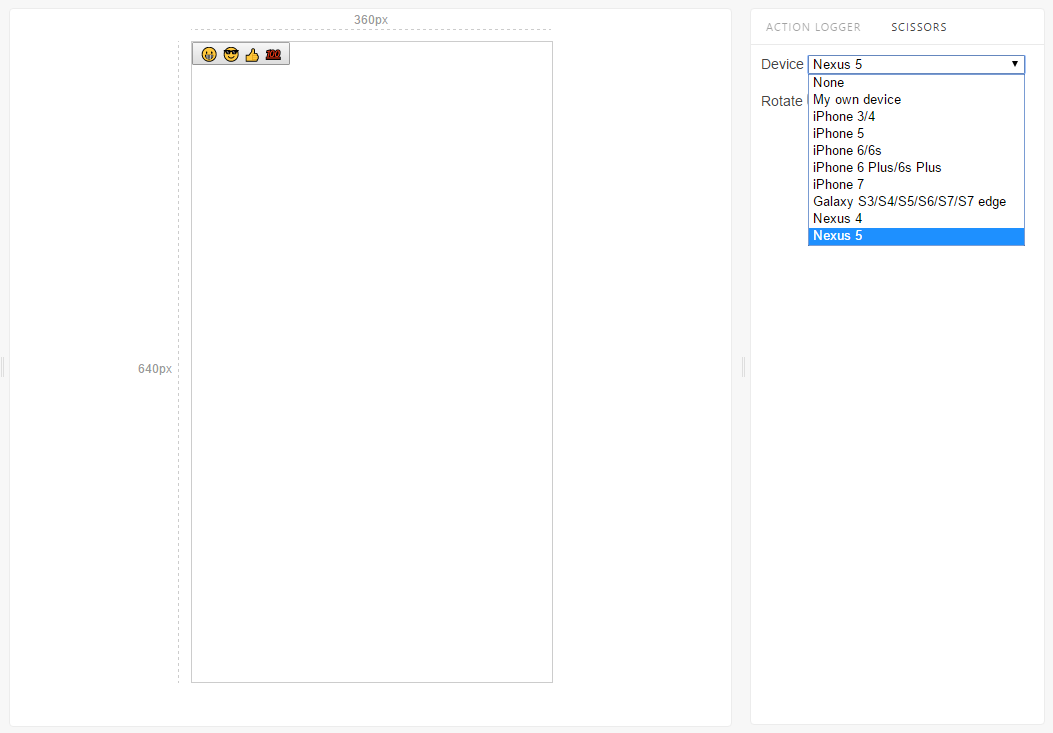 360px
640px
😀 😎 👍 💯
ACTION LOGGER SCISSORS
Device Nexus 5 ▼
None
My own device
iPhone 3/4
iPhone 5
iPhone 6/6s
iPhone 6 Plus/6s Plus
iPhone 7
Galaxy S3/S4/S5/S6/S7/S7 edge
Nexus 4
Nexus 5
Rotate